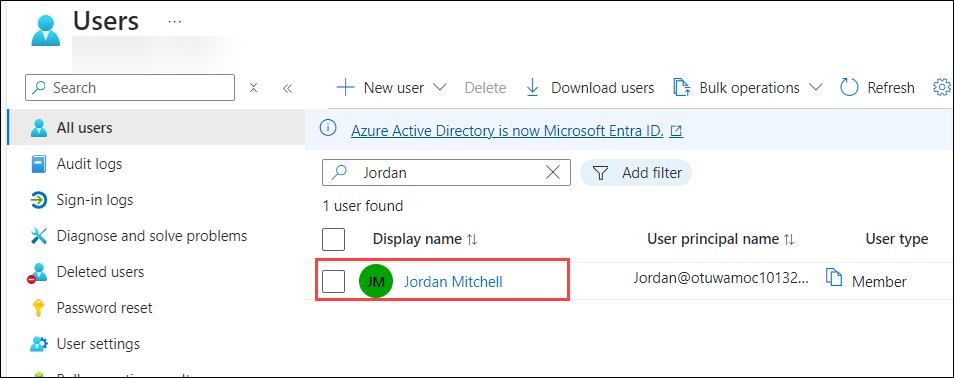 Users ...
Search
New user
Delete
Download users
Bulk operations
Refresh
All users
Audit logs
Sign-in logs
Diagnose and solve problems
Deleted users
Password reset
User settings
Azure Active Directory is now Microsoft Entra ID.
Jordan
Add filter
1 user found
Display name
User principal name
User type
JM
Jordan Mitchell
Jordan@otuwamoc10132...
Member